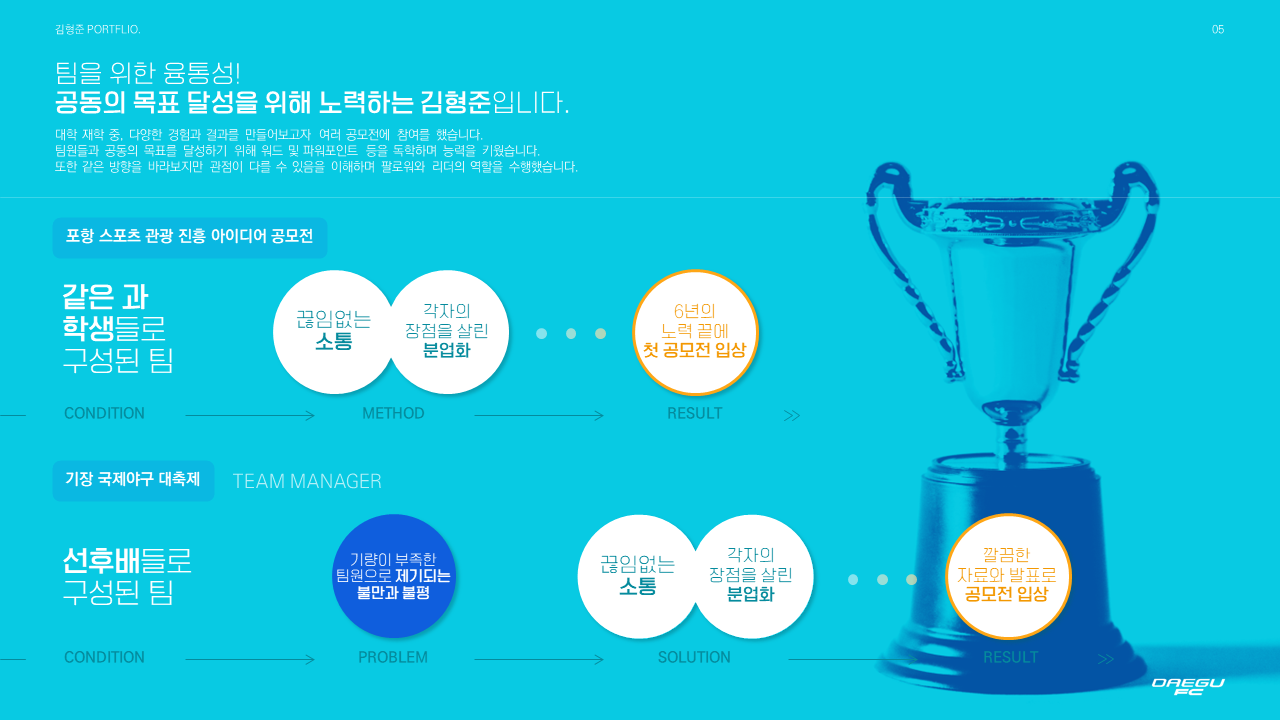 김형준 PORTFLIO.
05
팀을 위한 융통성!
공동의 목표 달성을 위해 노력하는 김형준입니다.
대학 재학 중, 다양한 경험과 결과를 만들어보고자 여러 공모전에 참여를 했습니다.
팀원들과 공동의 목표를 달성하기 위해 워드 및 파워포인트 등을 독학하며 능력을 키웠습니다.
또한 같은 방향을 바라보지만 관점이 다를 수 있음을 이해하며 팔로워와 리더의 역할을 수행했습니다.
포항 스포츠 관광 진흥 아이디어 공모전
같은 과
학생들로
구성된 팀
끊임없는
소통
각자의
장점을 살린
분업화
6년의
노력 끝에
첫 공모전 입상
CONDITION
METHOD
RESULT
기장 국제야구 대축제
TEAM MANAGER
선후배들로
구성된 팀
기량이 부족한
팀원으로 제기되는
불만과 불평
끊임없는
소통
각자의
장점을 살린
분업화
깔끔한
자료와 발표로
공모전 입상
CONDITION
PROBLEM
SOLUTION
RESULT
DAEGU
FC